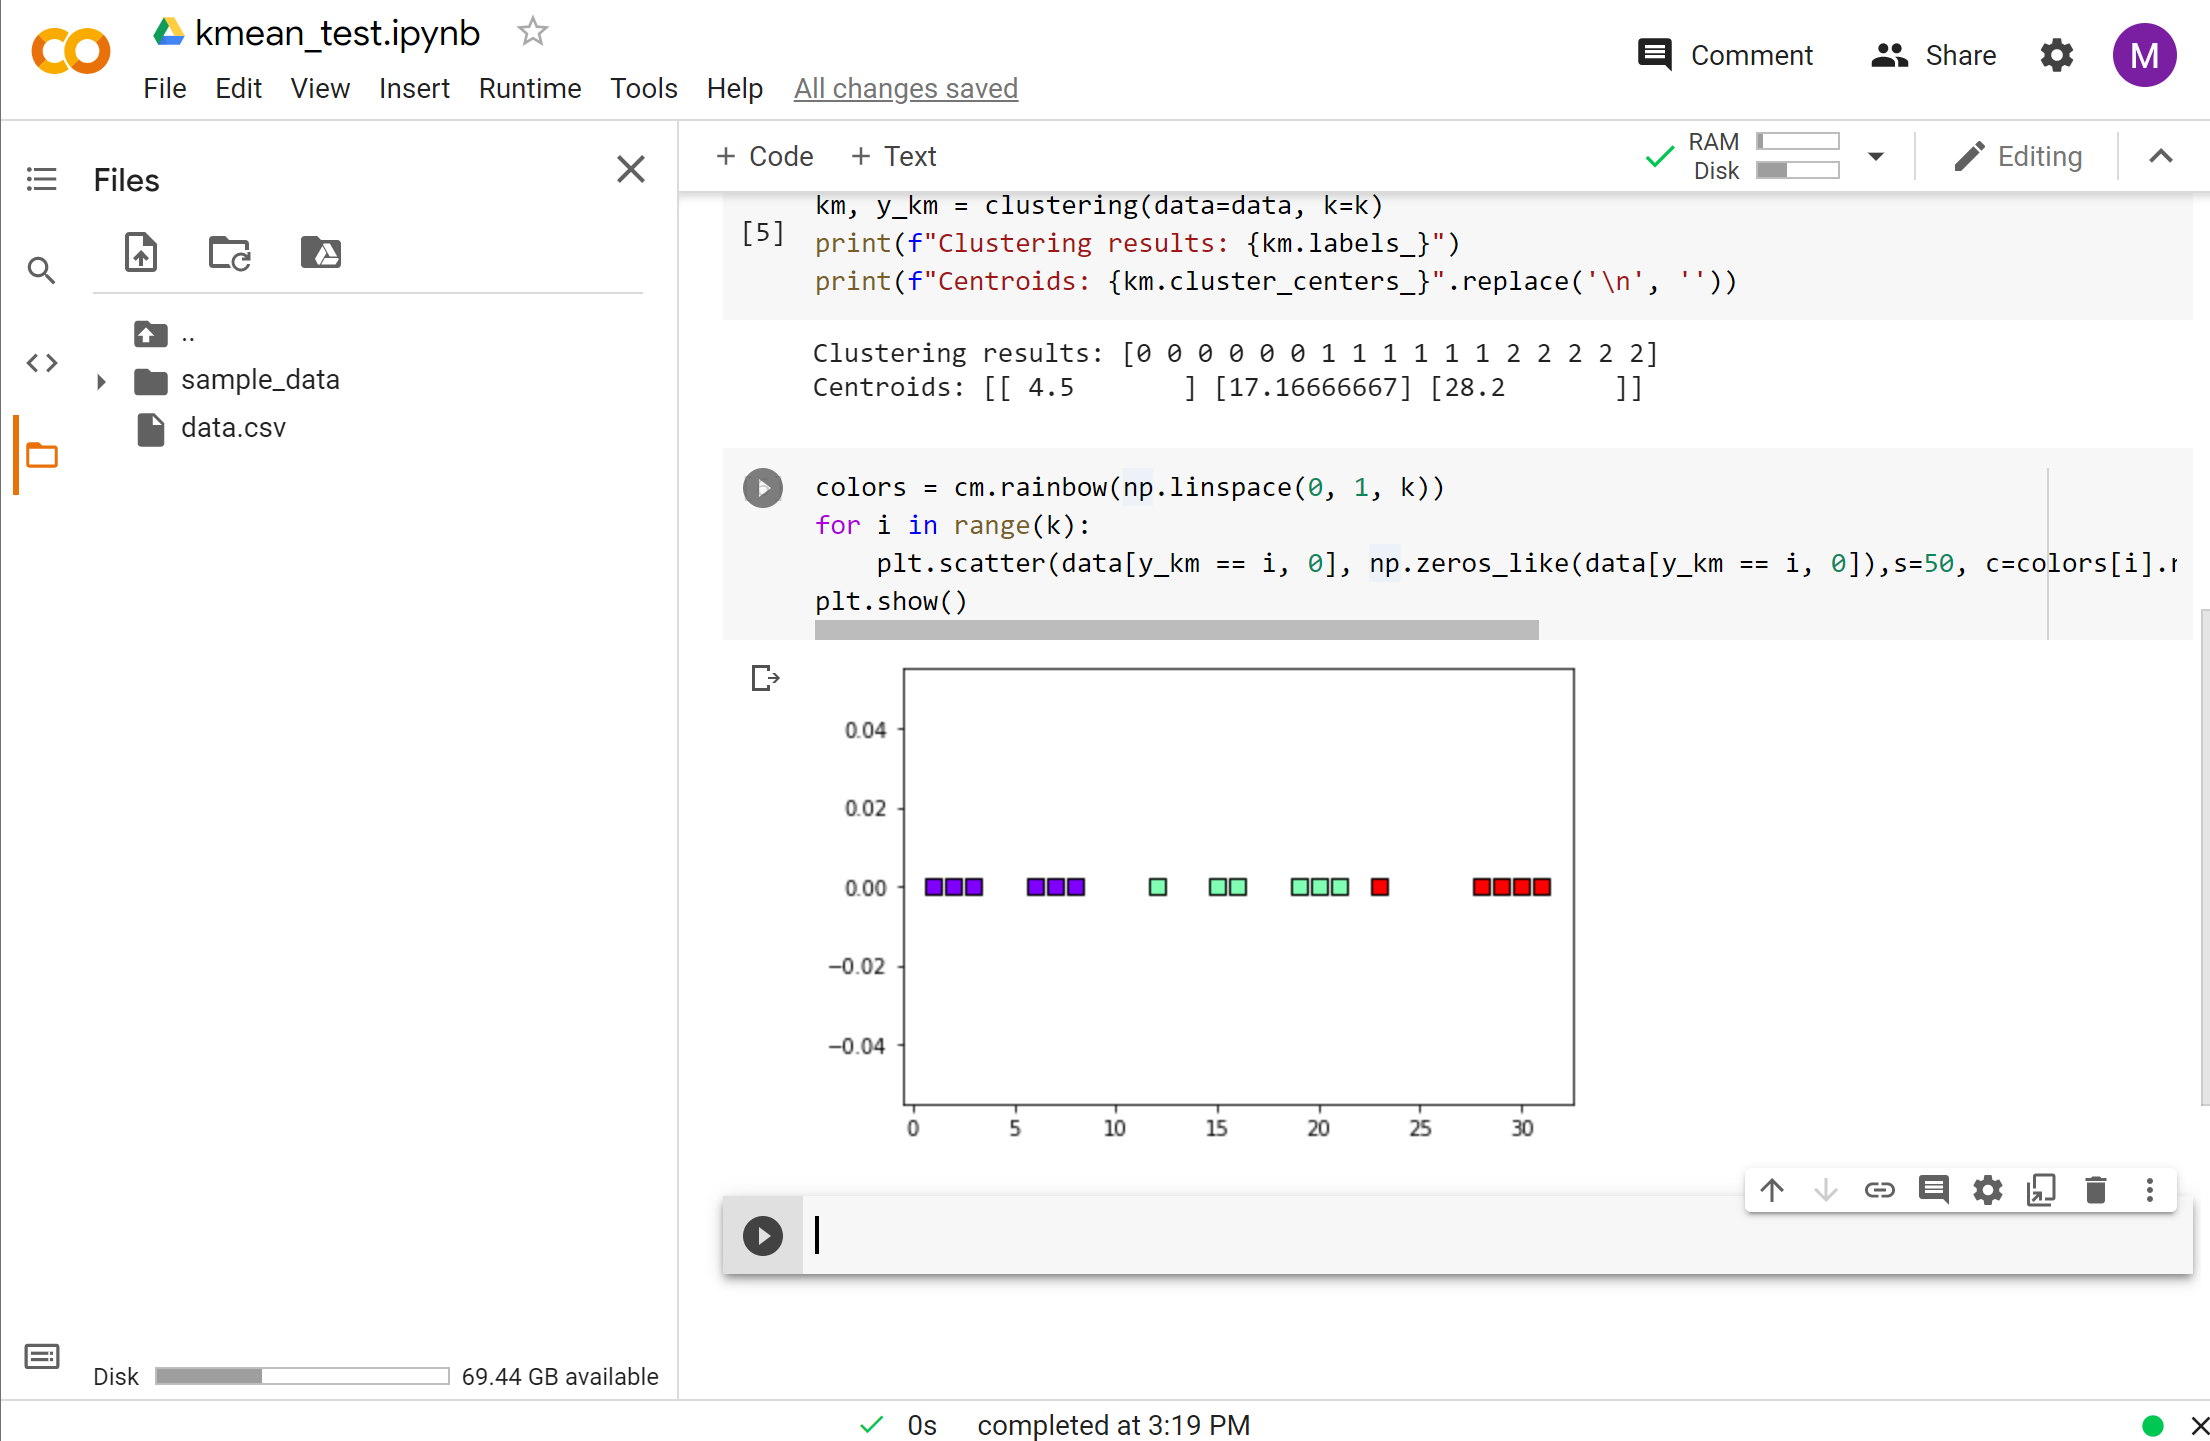 kmean_test.ipynb
File Edit View Insert Runtime Tools Help All changes saved
Comment Share M
Files
+ Code + Text
RAM
Disk
Editing
..
sample_data
data.csv
[5]
km, y_km = clustering(data=data, k=k)
print(f"Clustering results: {km.labels_}")
print(f"Centroids: {km.cluster_centers_}".replace('\n', ''))
Clustering results: [0 0 0 0 0 0 1 1 1 1 1 1 2 2 2 2 2]
Centroids: [[ 4.5       ] [17.16666667] [28.2       ]]
colors = cm.rainbow(np.linspace(0, 1, k))
for i in range(k):
    plt.scatter(data[y_km == i, 0], np.zeros_like(data[y_km == i, 0]),s=50, c=colors[i].r
plt.show()
0.04
0.02
0.00
−0.02
−0.04
0 5 10 15 20 25 30
Disk 69.44 GB available
0s completed at 3:19 PM